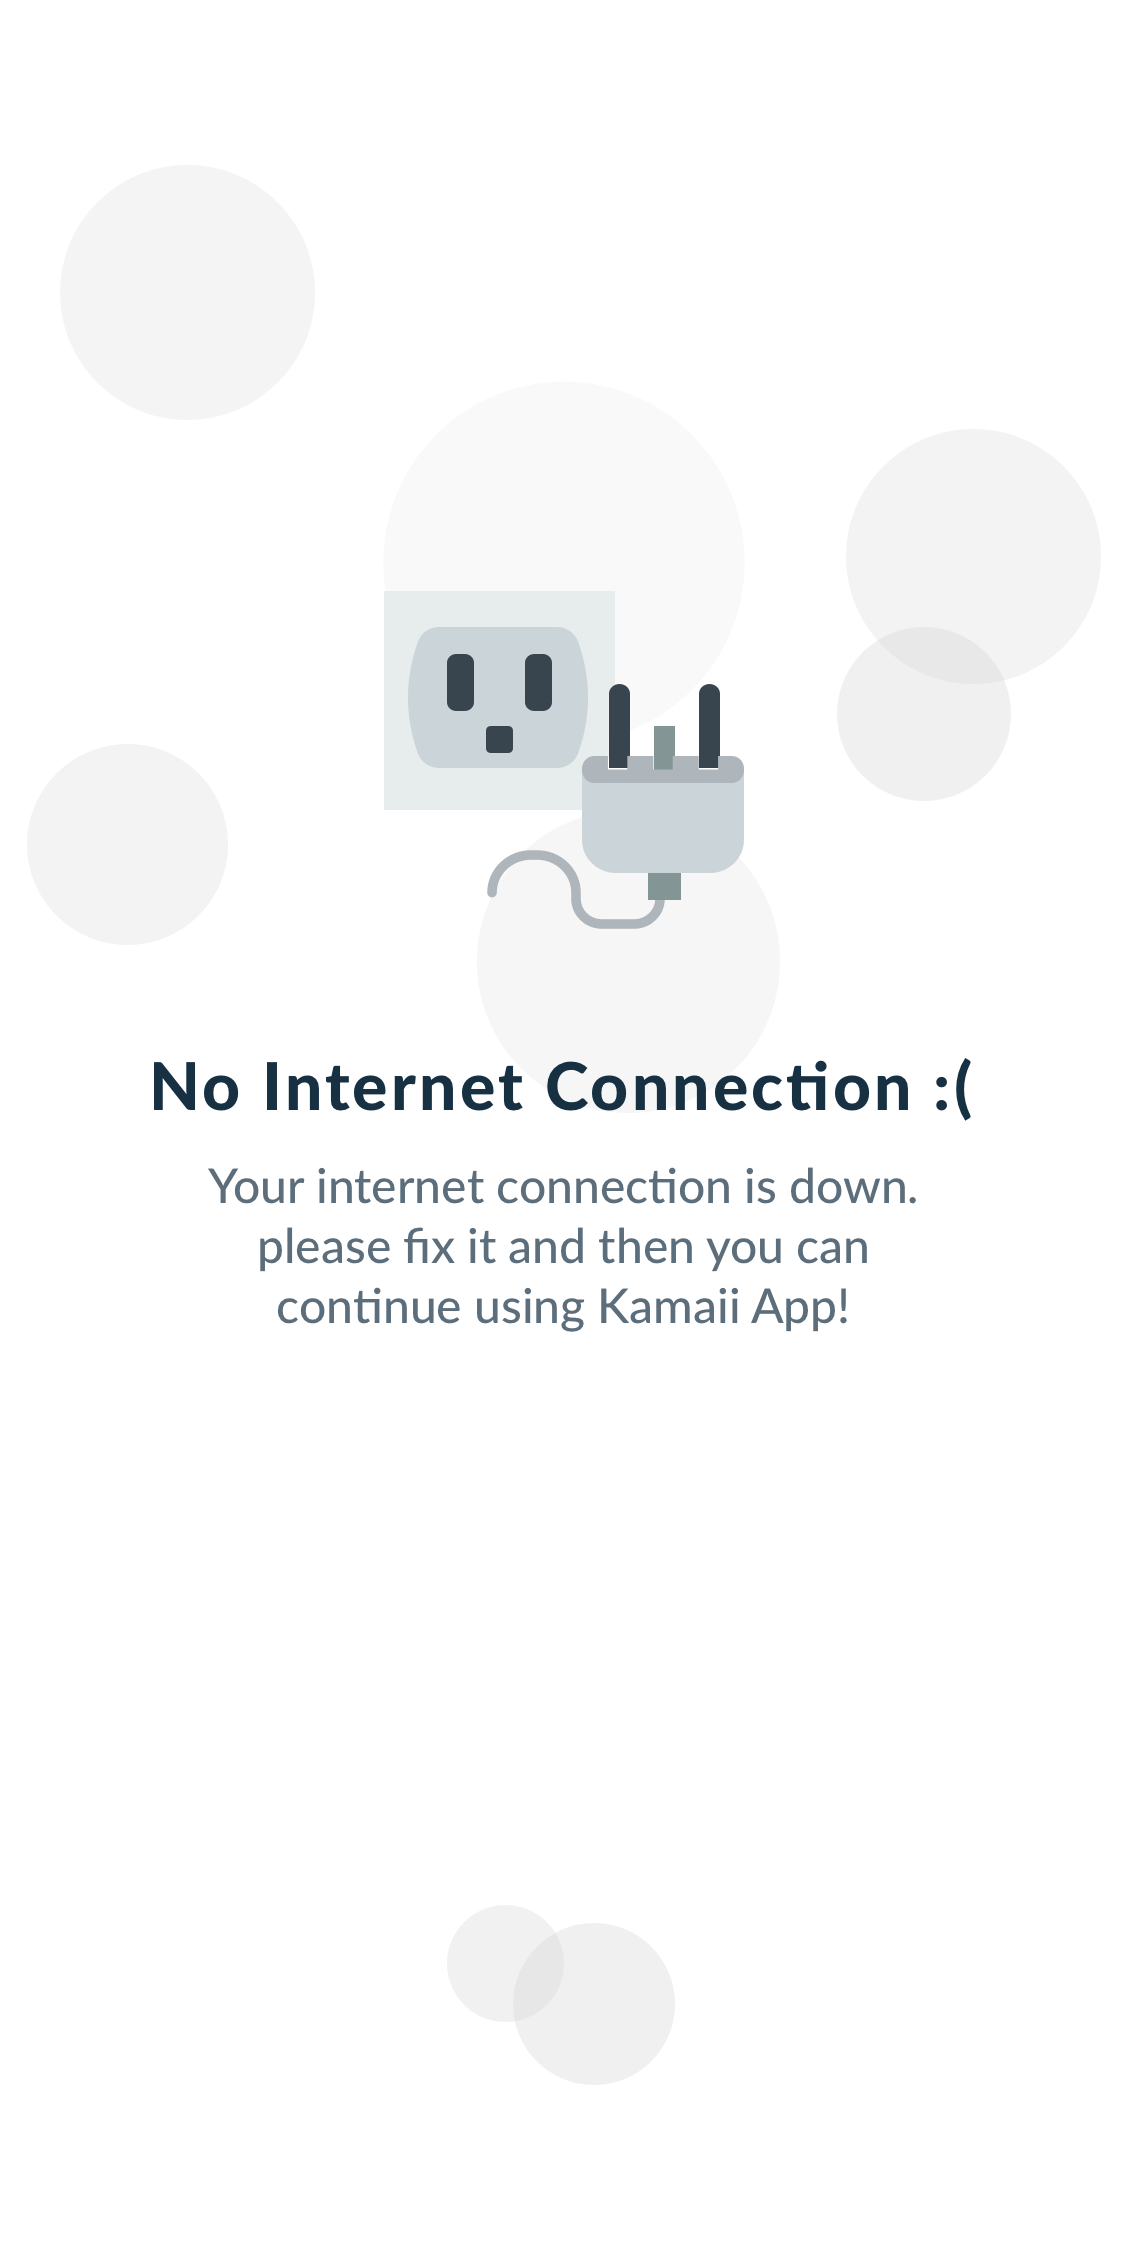 No Internet Connection :(
Your internet connection is down.
please fix it and then you can
continue using Kamaii App!